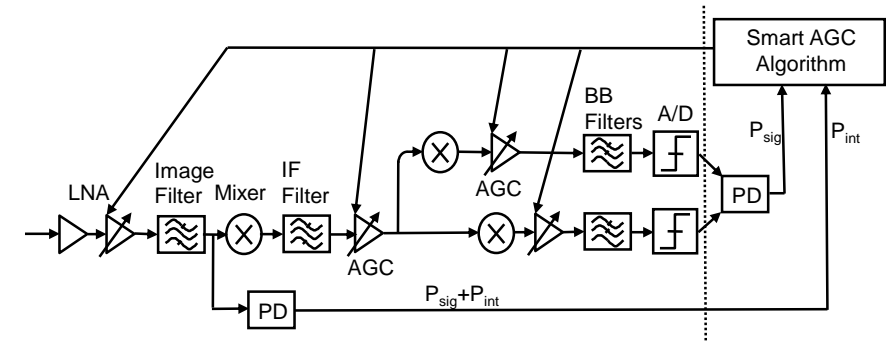 Smart AGC
Algorithm
BB
Filters
A/D
P_sig
P_int
LNA
Image
Filter
Mixer
IF
Filter
AGC
PD
AGC
P_sig+P_int
PD